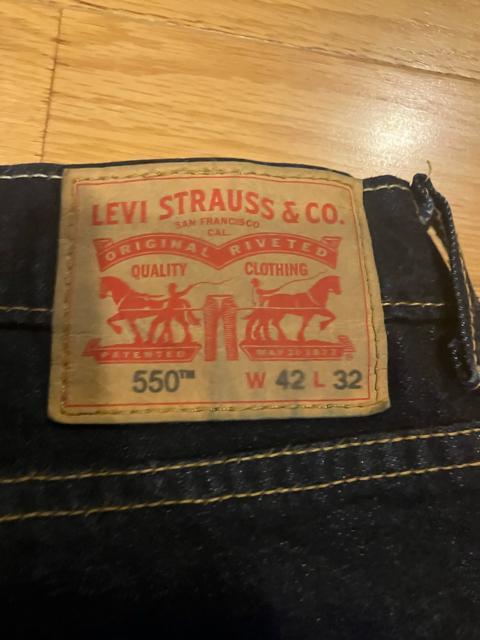 LEVI STRAUSS & CO.
SAN FRANCISCO
CAL.
ORIGINAL RIVETED
QUALITY CLOTHING
PATENTED MAY 20 1873
550™ W 42 L 32